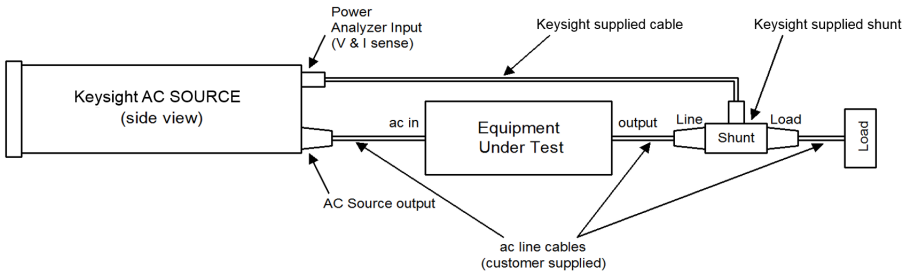 Power
Analyzer Input
(V & I sense)
Keysight supplied cable
Keysight supplied shunt
Keysight AC SOURCE
(side view)
ac in
Equipment
Under Test
output
Line
Shunt
Load
Load
AC Source output
ac line cables
(customer supplied)